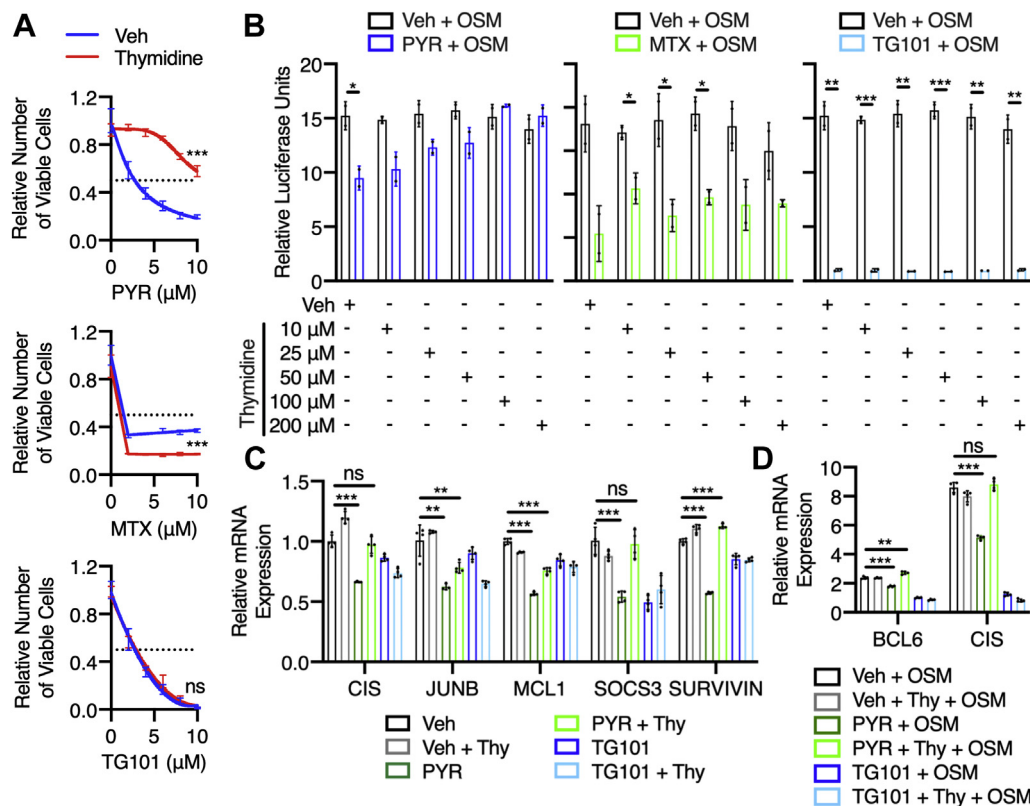 A
Veh
Thymidine
Relative Number
of Viable Cells
1.2
0.8
0.4
0.0
***
0
5
10
PYR (µM)
Relative Number
of Viable Cells
1.2
0.8
0.4
0.0
***
0
5
10
MTX (µM)
Relative Number
of Viable Cells
1.2
0.8
0.4
0.0
ns
0
5
10
TG101 (µM)
B
Veh + OSM
PYR + OSM
Veh + OSM
MTX + OSM
Veh + OSM
TG101 + OSM
Relative Luciferase Units
20
15
10
5
0
*
* * *
** *** ** *** ** **
Veh + - - - - - + - - - - - + - - - - -
Thymidine
10 µM - + - - - - - + - - - - - + - - - -
25 µM - - + - - - - - + - - - - - + - - -
50 µM - - - + - - - - - + - - - - - + - -
100 µM - - - - + - - - - - + - - - - - + -
200 µM - - - - - + - - - - - + - - - - - +
C
Relative mRNA
Expression
1.5
1.0
0.5
0.0
ns
***
**
**
***
***
ns
***
***
***
CIS JUNB MCL1 SOCS3 SURVIVIN
Veh
Veh + Thy
PYR
PYR + Thy
TG101
TG101 + Thy
D
Relative mRNA
Expression
10
8
6
4
2
0
**
***
ns
***
BCL6 CIS
Veh + OSM
Veh + Thy + OSM
PYR + OSM
PYR + Thy + OSM
TG101 + OSM
TG101 + Thy + OSM